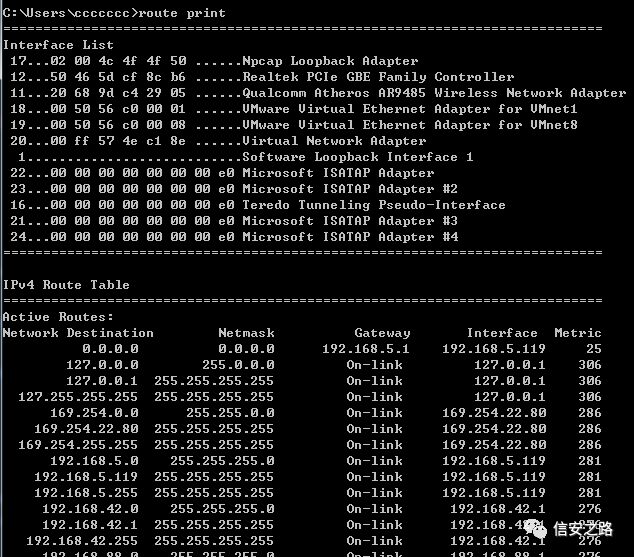 C:\Users\ccccccc>route print
===========================================================================
Interface List
 17...02 00 4c 4f 4f 50 ......Npcap Loopback Adapter
 12...50 46 5d cf 8c b6 ......Realtek PCIe GBE Family Controller
 11...20 68 9d c4 29 05 ......Qualcomm Atheros AR9485 Wireless Network Adapter
 18...00 50 56 c0 00 01 ......VMware Virtual Ethernet Adapter for VMnet1
 19...00 50 56 c0 00 08 ......VMware Virtual Ethernet Adapter for VMnet8
 20...00 ff 57 4e c1 8e ......Virtual Network Adapter
  1...........................Software Loopback Interface 1
 22...00 00 00 00 00 00 00 e0 Microsoft ISATAP Adapter
 23...00 00 00 00 00 00 00 e0 Microsoft ISATAP Adapter #2
 16...00 00 00 00 00 00 00 e0 Teredo Tunneling Pseudo-Interface
 21...00 00 00 00 00 00 00 e0 Microsoft ISATAP Adapter #3
 24...00 00 00 00 00 00 00 e0 Microsoft ISATAP Adapter #4
===========================================================================
IPv4 Route Table
===========================================================================
Active Routes:
Network Destination        Netmask          Gateway       Interface  Metric
0.0.0.0          0.0.0.0      192.168.5.1    192.168.5.119     25
127.0.0.0        255.0.0.0         On-link         127.0.0.1    306
127.0.0.1  255.255.255.255         On-link         127.0.0.1    306
127.255.255.255  255.255.255.255         On-link         127.0.0.1    306
169.254.0.0      255.255.0.0         On-link     169.254.22.80    286
169.254.22.80  255.255.255.255         On-link     169.254.22.80    286
169.254.255.255  255.255.255.255         On-link     169.254.22.80    286
192.168.5.0    255.255.255.0         On-link     192.168.5.119    281
192.168.5.119  255.255.255.255         On-link     192.168.5.119    281
192.168.5.255  255.255.255.255         On-link     192.168.5.119    281
192.168.42.0    255.255.255.0         On-link      192.168.42.1    276
192.168.42.1  255.255.255.255         On-link      276
192.168.42.255  255.255.255.255         On-link      192.168.42.1    276
192.168.88.0    255.255.255.0         On-link      192.168.88.1    276
信安之路